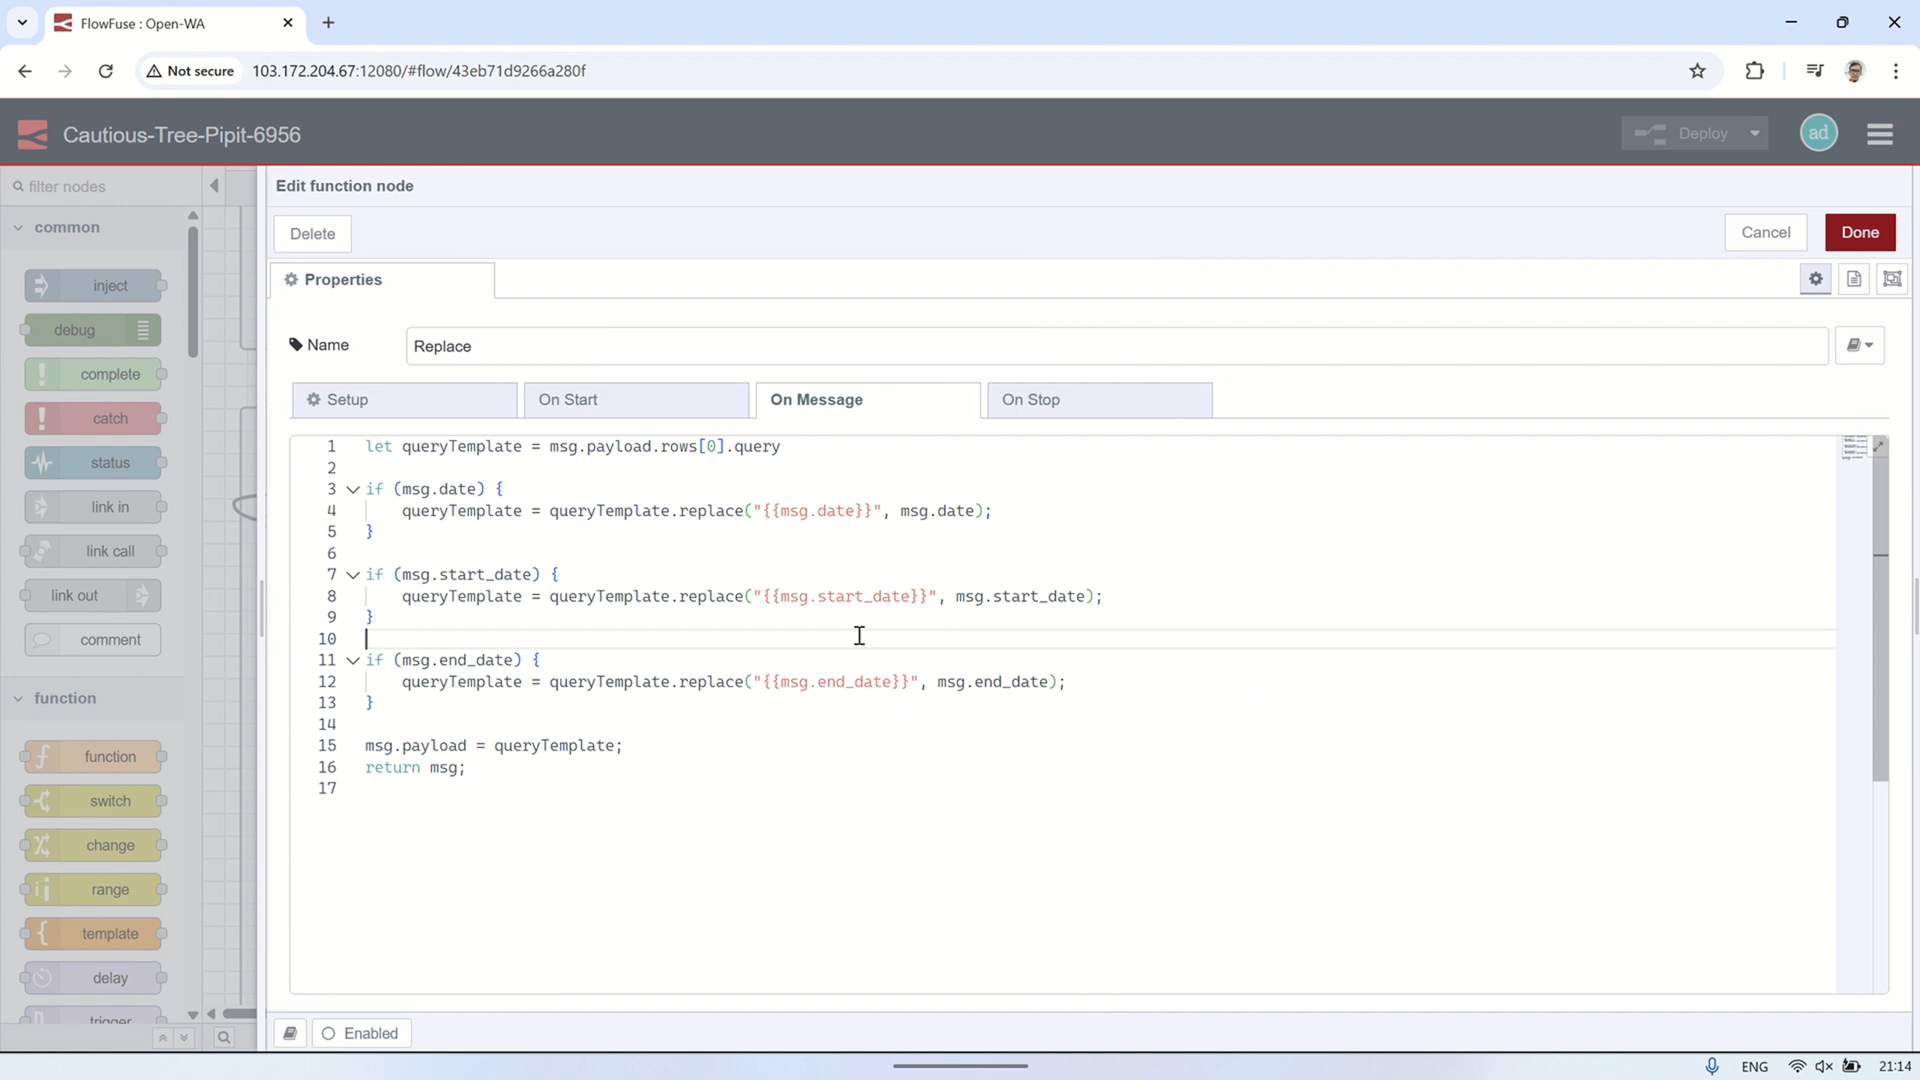 FlowFuse : Open-WA
Not secure
103.172.204.67:12080/#flow/43eb71d9266a280f
Cautious-Tree-Pipit-6956
Deploy
ad
filter nodes
common
inject
debug
complete
catch
status
link in
link call
link out
comment
function
function
switch
change
range
template
delay
trigger
Edit function node
Delete
Cancel
Done
Properties
Name
Replace
Setup
On Start
On Message
On Stop
1 let queryTemplate = msg.payload.rows[0].query
2
3 if (msg.date) {
4 queryTemplate = queryTemplate.replace("{{msg.date}}", msg.date);
5 }
6
7 if (msg.start_date) {
8 queryTemplate = queryTemplate.replace("{{msg.start_date}}", msg.start_date);
9 }
10
11 if (msg.end_date) {
12 queryTemplate = queryTemplate.replace("{{msg.end_date}}", msg.end_date);
13 }
14
15 msg.payload = queryTemplate;
16 return msg;
17
Enabled
ENG
21:14